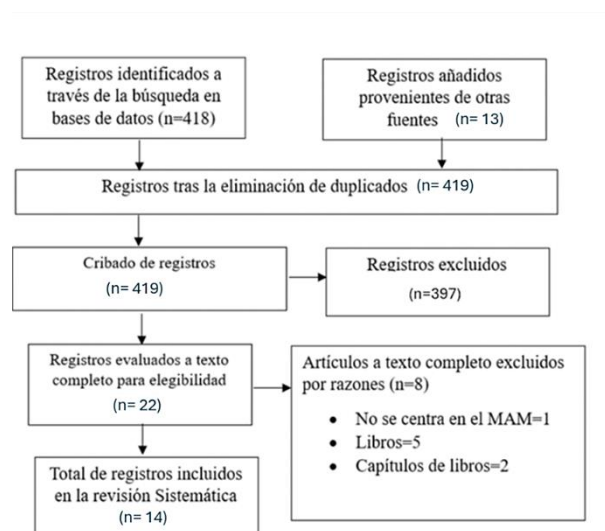 Registros identificados a
través de la búsqueda en
bases de datos (n=418)
Registros añadidos
provenientes de otras
fuentes (n= 13)
Registros tras la eliminación de duplicados (n= 419)
Cribado de registros
(n= 419)
Registros excluidos
(n=397)
Registros evaluados a texto
completo para elegibilidad
(n= 22)
Artículos a texto completo excluidos
por razones (n=8)
• No se centra en el MAM=1
• Libros=5
• Capítulos de libros=2
Total de registros incluidos
en la revisión Sistemática
(n= 14)